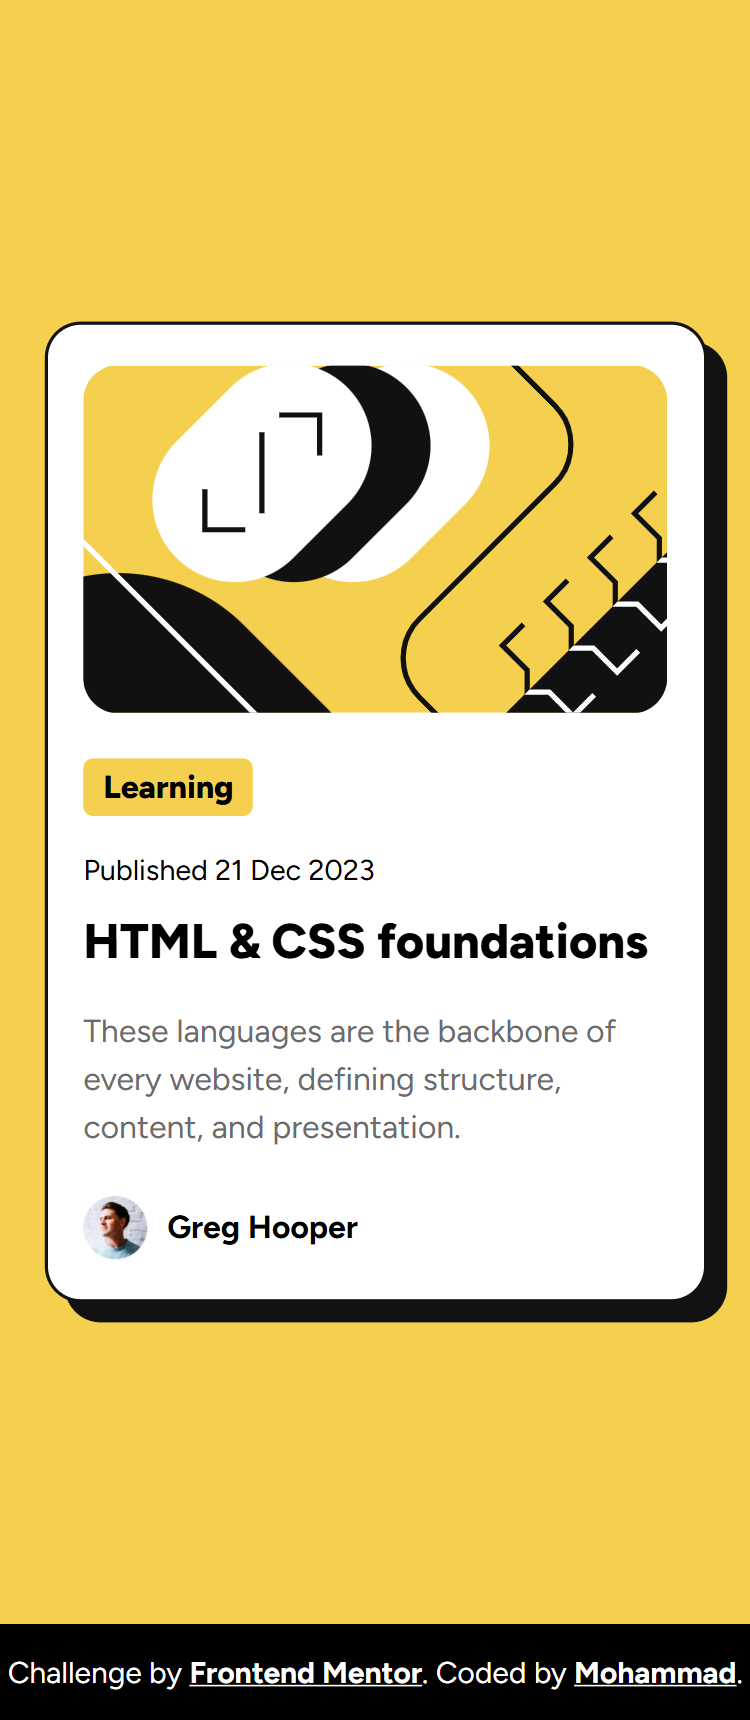 Learning
Published 21 Dec 2023
HTML & CSS foundations
These languages are the backbone of
every website, defining structure,
content, and presentation.
Greg Hooper
Challenge by Frontend Mentor. Coded by Mohammad.